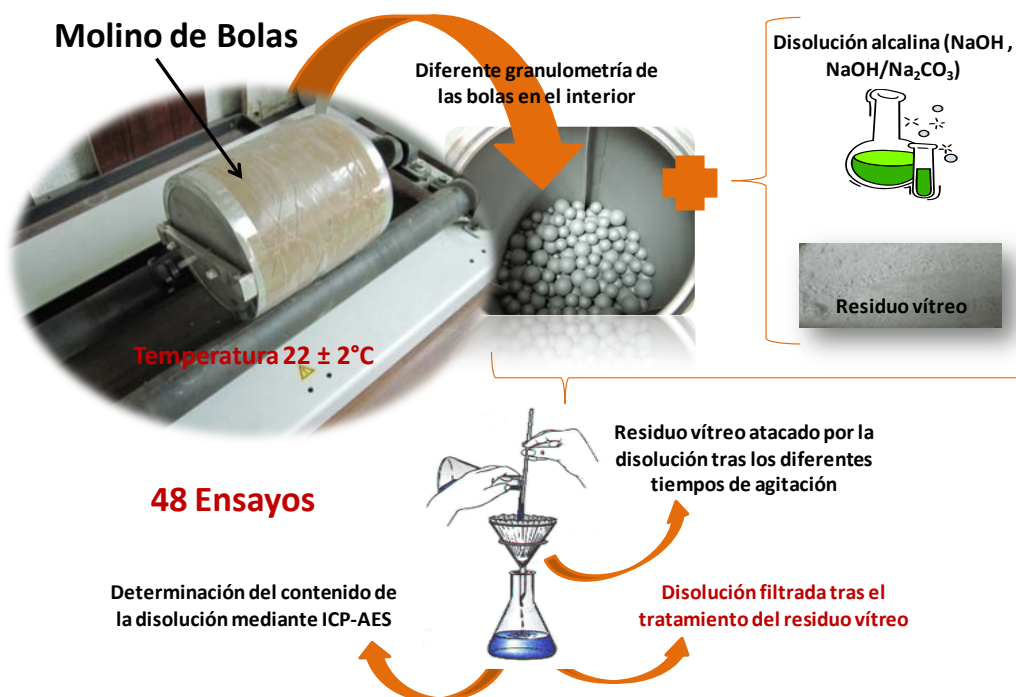 Molino de Bolas
Diferente granulometría de
las bolas en el interior
Disolución alcalina (NaOH ,
NaOH/Na₂CO₃)
Residuo vítreo
Temperatura 22 ± 2°C
48 Ensayos
Residuo vítreo atacado por la
disolución tras los diferentes
tiempos de agitación
Determinación del contenido de
la disolución mediante ICP-AES
Disolución filtrada tras el
tratamiento del residuo vítreo